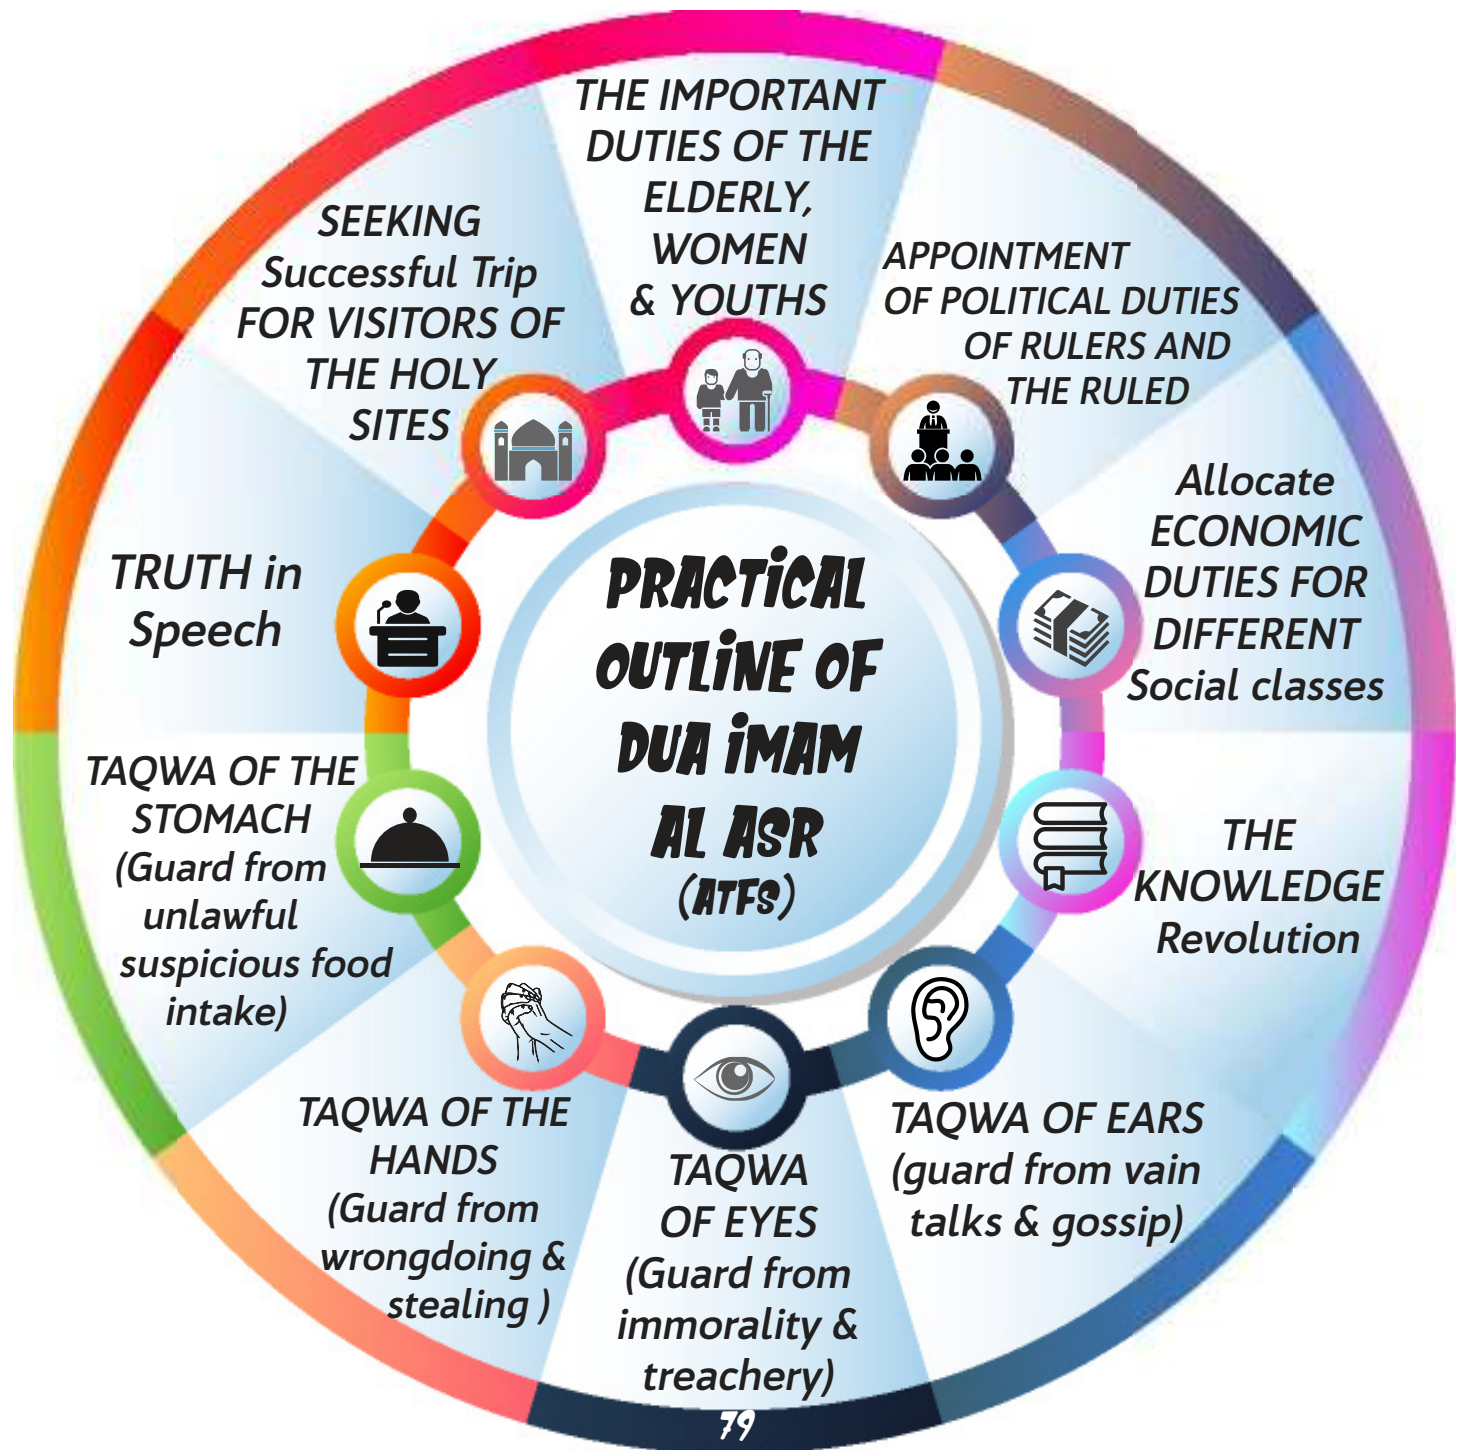 THE IMPORTANT
DUTIES OF THE
ELDERLY,
WOMEN
& YOUTHS
APPOINTMENT
OF POLITICAL DUTIES
OF RULERS AND
THE RULED
Allocate
ECONOMIC
DUTIES FOR
DIFFERENT
Social classes
THE
KNOWLEDGE
Revolution
TAQWA OF EARS
(guard from vain
talks & gossip)
TAQWA
OF EYES
(Guard from
immorality &
treachery)
TAQWA OF THE
HANDS
(Guard from
wrongdoing &
stealing )
TAQWA OF THE
STOMACH
(Guard from
unlawful
suspicious food
intake)
TRUTH in
Speech
SEEKING
Successful Trip
FOR VISITORS OF
THE HOLY
SITES
PRACTiCAL
OUTLiNE OF
DUA iMAM
AL ASR
(ATFS)
79